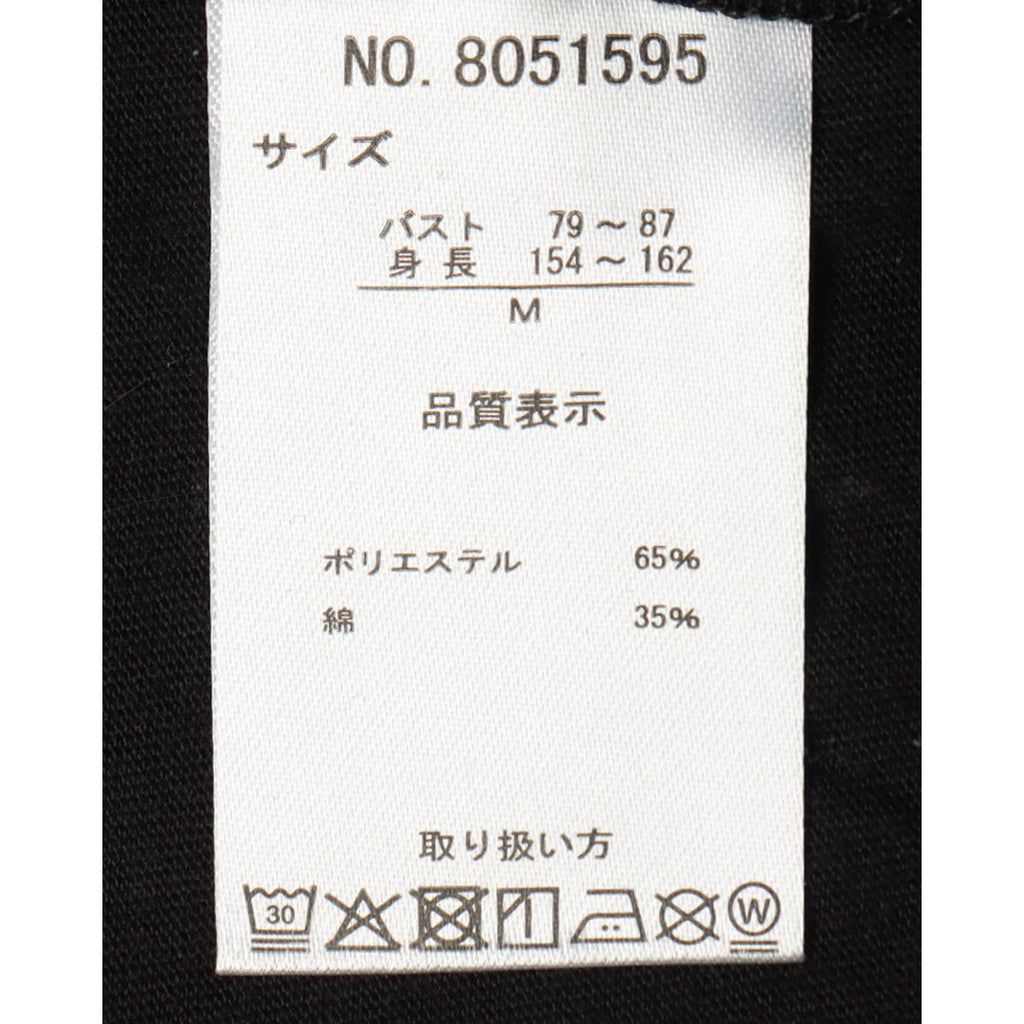 NO. 8051595
サイズ
バスト 79～87
身長 154～162
M
品質表示
ポリエステル 65%
綿 35%
取り扱い方
30 W